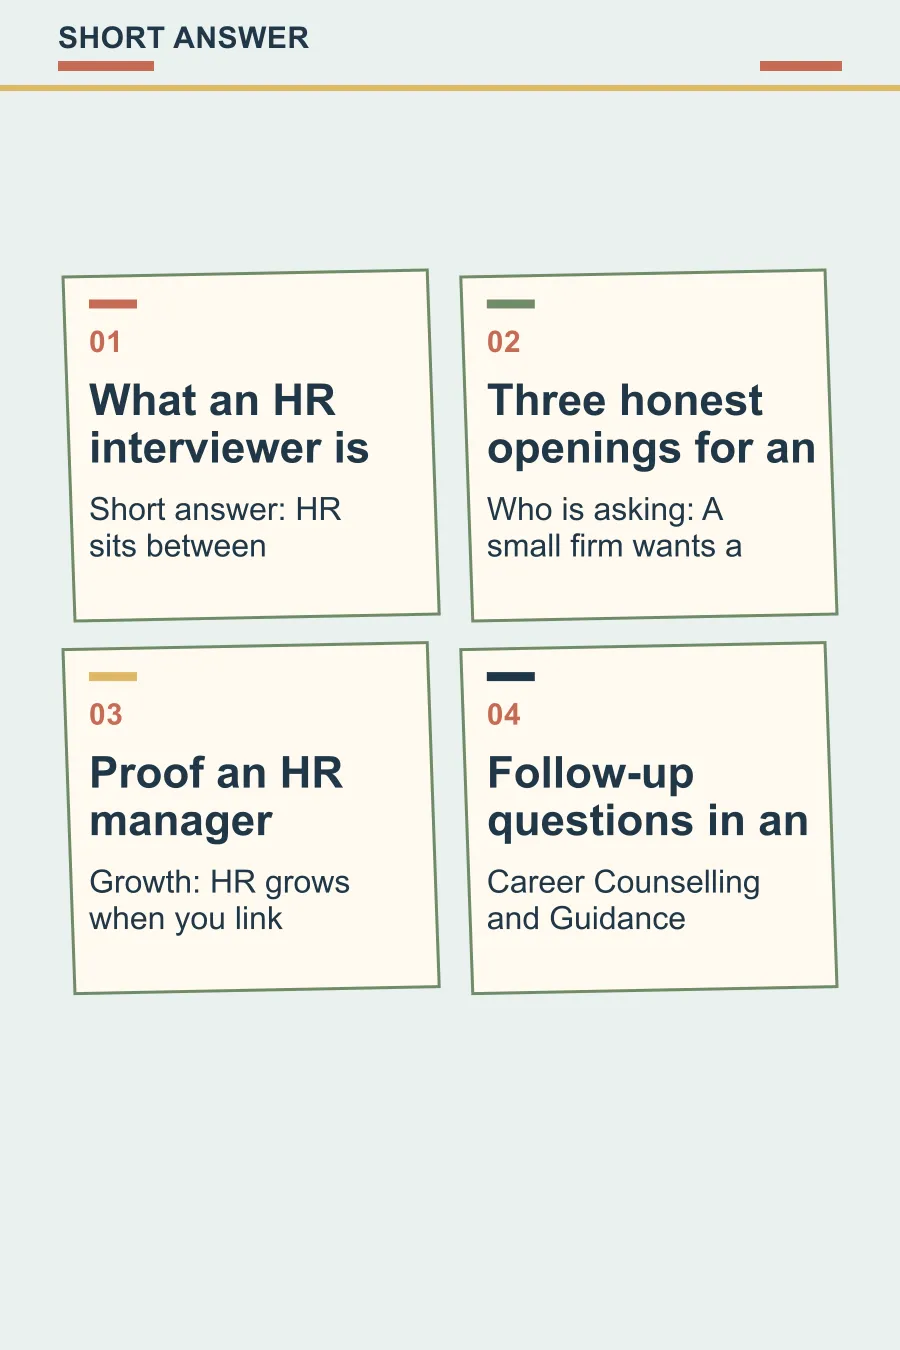 SHORT ANSWER
01
What an HR
interviewer is
Short answer: HR
sits between
02
Three honest
openings for an
Who is asking: A
small firm wants a
03
Proof an HR
manager
Growth: HR grows
when you link
04
Follow-up
questions in an
Career Counselling
and Guidance